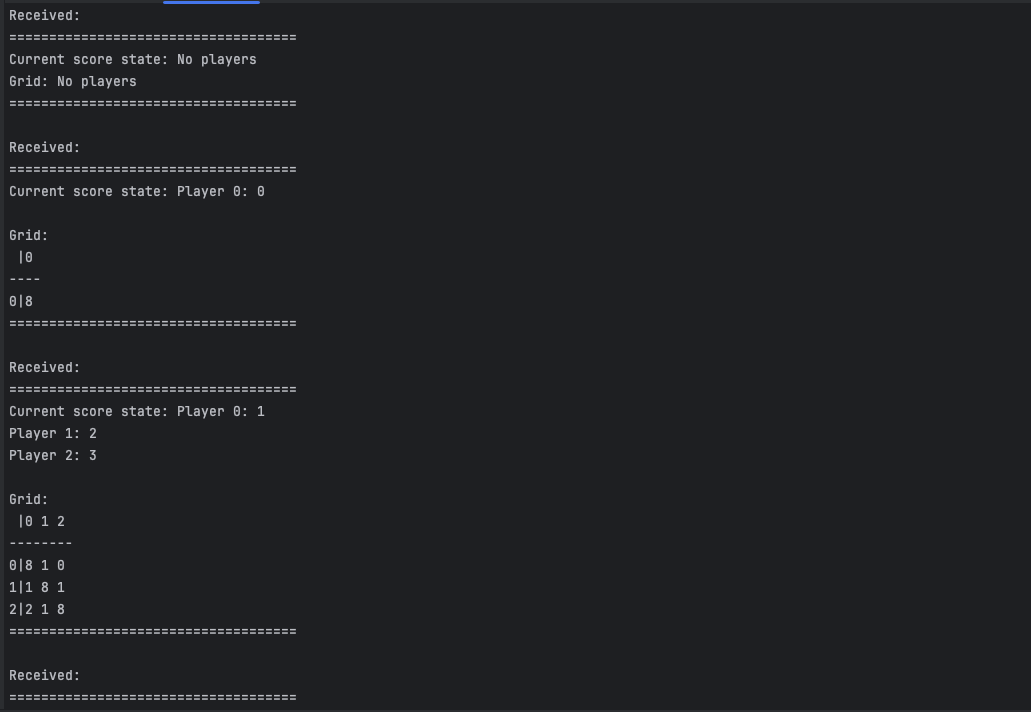 Received:
====================================
Current score state: No players
Grid: No players
====================================
Received:
====================================
Current score state: Player 0: 0
Grid:
 |0
----
0|8
====================================
Received:
====================================
Current score state: Player 0: 1
Player 1: 2
Player 2: 3
Grid:
 |0 1 2
--------
0|8 1 0
1|1 8 1
2|2 1 8
====================================
Received:
====================================